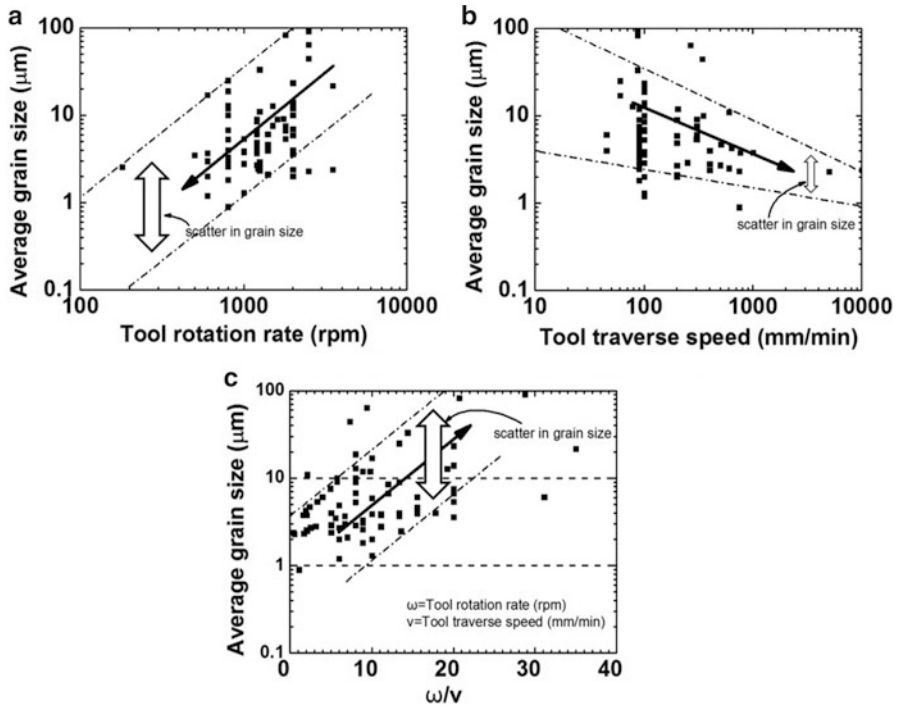 a
Average grain size (μm)
100
10
1
0.1
100
1000
10000
Tool rotation rate (rpm)
scatter in grain size
b
Average grain size (μm)
100
10
1
0.1
10
100
1000
10000
Tool traverse speed (mm/min)
scatter in grain size
c
Average grain size (μm)
100
10
1
0.1
0
10
20
30
40
ω/v
scatter in grain size
ω=Tool rotation rate (rpm)
v=Tool traverse speed (mm/min)